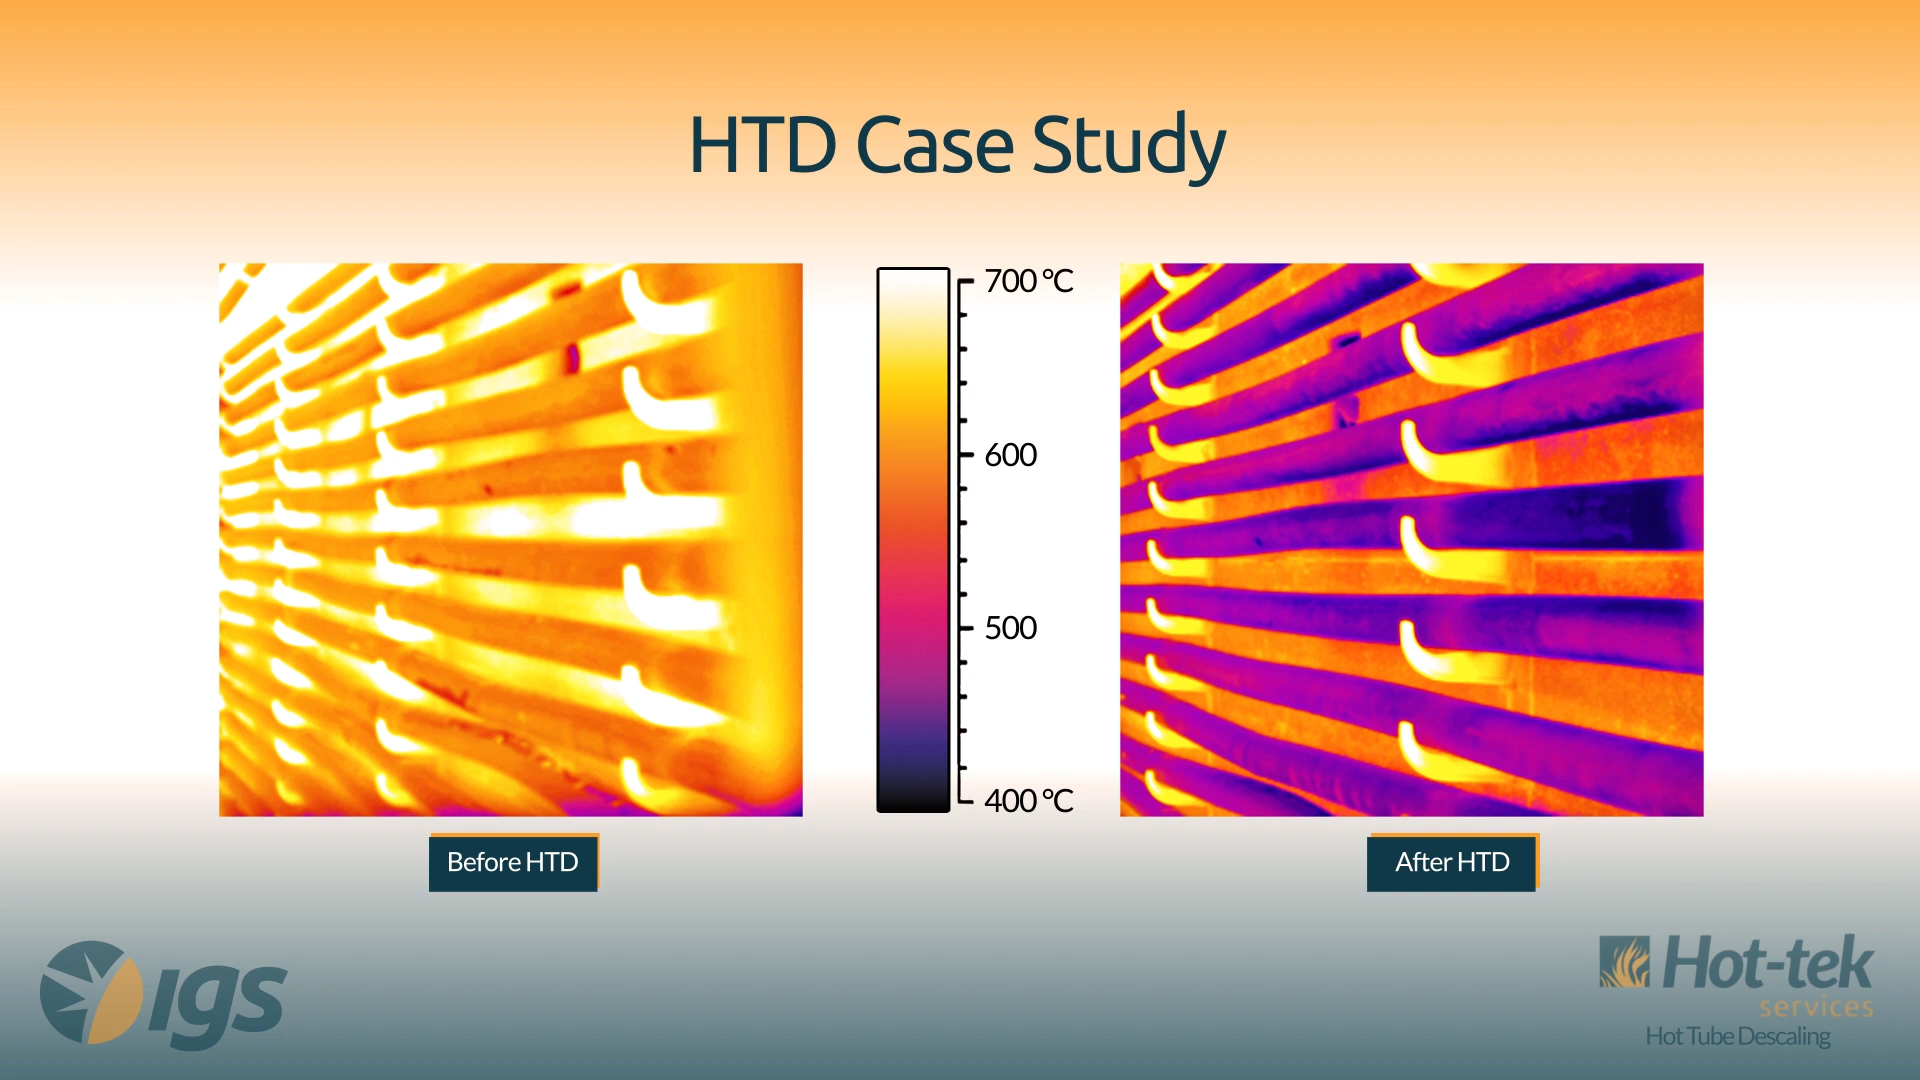 HTD Case Study
700 °C
600
500
400 °C
Before HTD
After HTD
igs
Hot-tek
services
Hot Tube Descaling